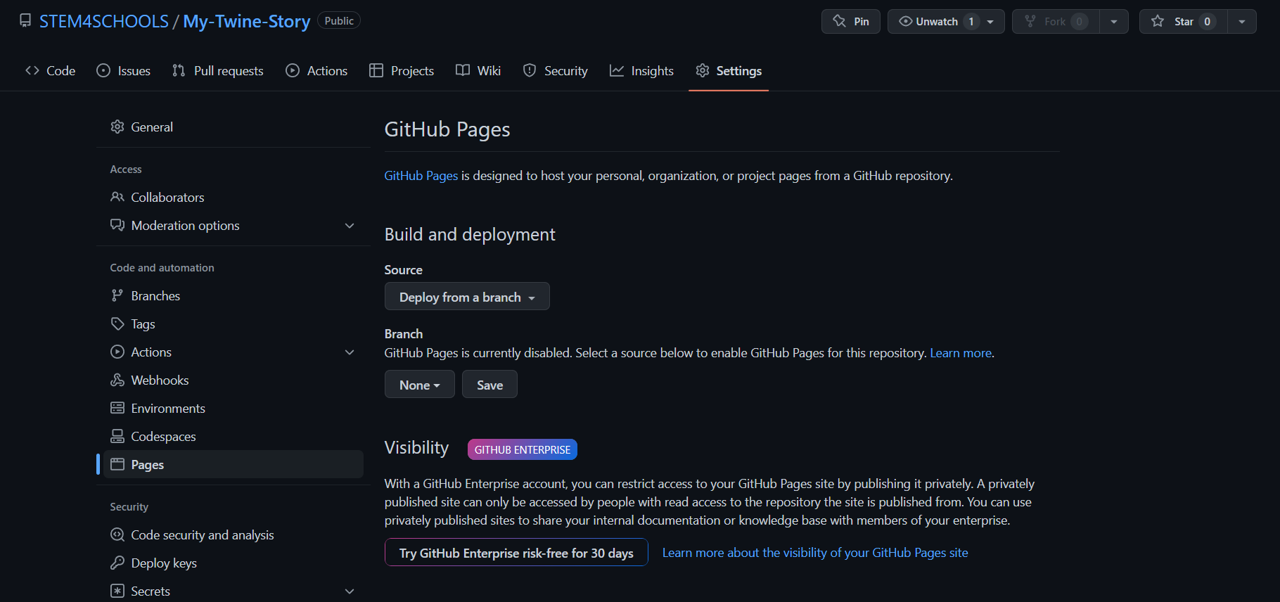 STEM4SCHOOLS / My-Twine-Story Public Pin Unwatch 1 Fork 0 Star 0
Code Issues Pull requests Actions Projects Wiki Security Insights Settings
General
Access
Collaborators
Moderation options
Code and automation
Branches
Tags
Actions
Webhooks
Environments
Codespaces
Pages
Security
Code security and analysis
Deploy keys
Secrets
GitHub Pages
GitHub Pages is designed to host your personal, organization, or project pages from a GitHub repository.
Build and deployment
Source
Deploy from a branch
Branch
GitHub Pages is currently disabled. Select a source below to enable GitHub Pages for this repository. Learn more.
None Save
Visibility GITHUB ENTERPRISE
With a GitHub Enterprise account, you can restrict access to your GitHub Pages site by publishing it privately. A privately
published site can only be accessed by people with read access to the repository the site is published from. You can use
privately published sites to share your internal documentation or knowledge base with members of your enterprise.
Try GitHub Enterprise risk-free for 30 days Learn more about the visibility of your GitHub Pages site